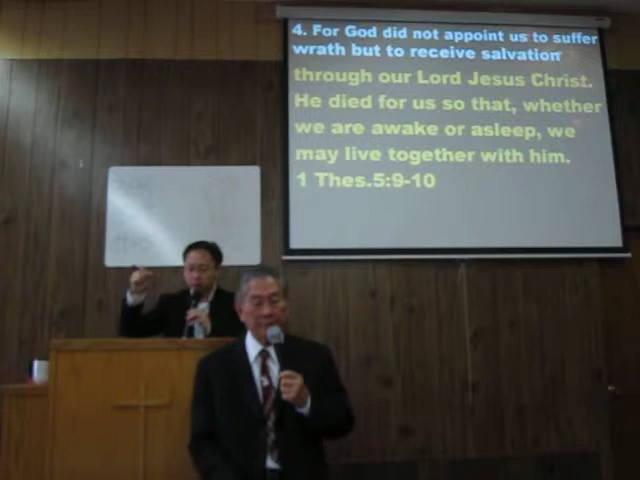 4. For God did not appoint us to suffer
wrath but to receive salvation
through our Lord Jesus Christ.
He died for us so that, whether
we are awake or asleep, we
may live together with him.
1 Thes.5:9-10